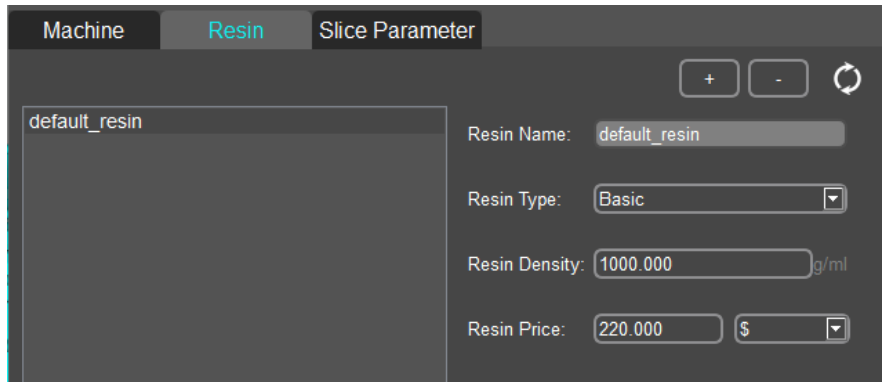 Machine Resin Slice Parameter
+ -
default_resin
Resin Name: default_resin
Resin Type: Basic
Resin Density: 1000.000 g/ml
Resin Price: 220.000 $